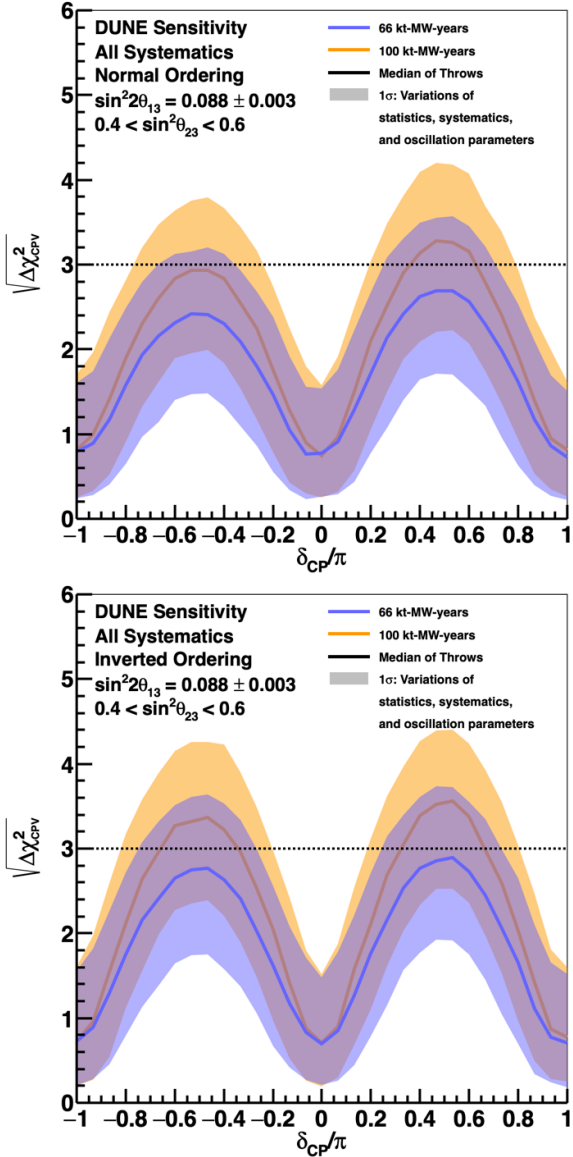 6
5
4
3
2
1
0
√Δχ²CPV
DUNE Sensitivity
All Systematics
Normal Ordering
sin²2θ₁₃ = 0.088 ± 0.003
0.4 < sin²θ₂₃ < 0.6
66 kt-MW-years
100 kt-MW-years
Median of Throws
1σ: Variations of
statistics, systematics,
and oscillation parameters
−1 −0.8 −0.6 −0.4 −0.2 0 0.2 0.4 0.6 0.8 1
δCP/π
6
5
4
3
2
1
0
√Δχ²CPV
DUNE Sensitivity
All Systematics
Inverted Ordering
sin²2θ₁₃ = 0.088 ± 0.003
0.4 < sin²θ₂₃ < 0.6
66 kt-MW-years
100 kt-MW-years
Median of Throws
1σ: Variations of
statistics, systematics,
and oscillation parameters
−1 −0.8 −0.6 −0.4 −0.2 0 0.2 0.4 0.6 0.8 1
δCP/π